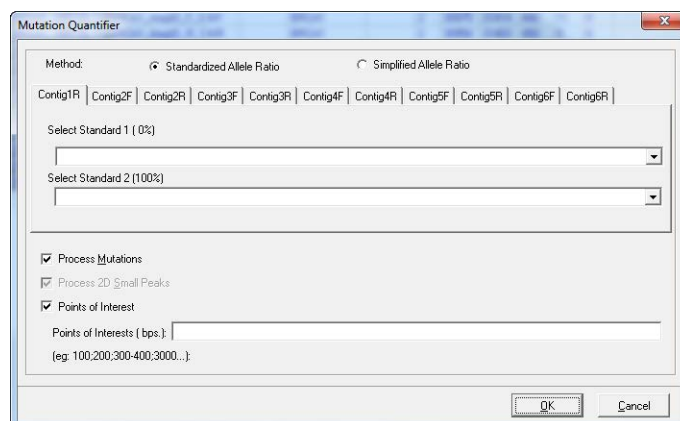 Mutation Quantifier
Method: Standardized Allele Ratio Simplified Allele Ratio
Contig1R Contig2F Contig2R Contig3F Contig3R Contig4F Contig4R Contig5F Contig5R Contig6F Contig6R
Select Standard 1 ( 0%)
Select Standard 2 (100%)
Process Mutations
Process 2D Small Peaks
Points of Interest
Points of Interests ( bps.):
(eg: 100;200;300-400;3000...):
OK Cancel